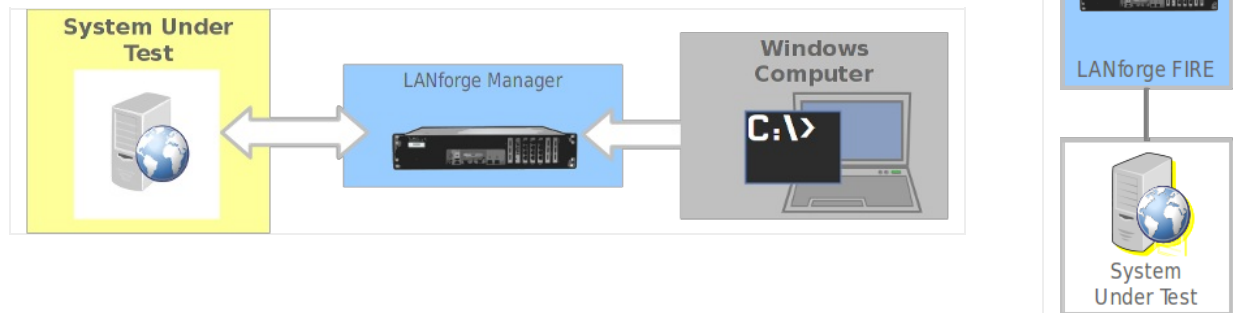 System Under
Test
LANforge Manager
Windows
Computer
C:\>
LANforge FIRE
System
Under Test